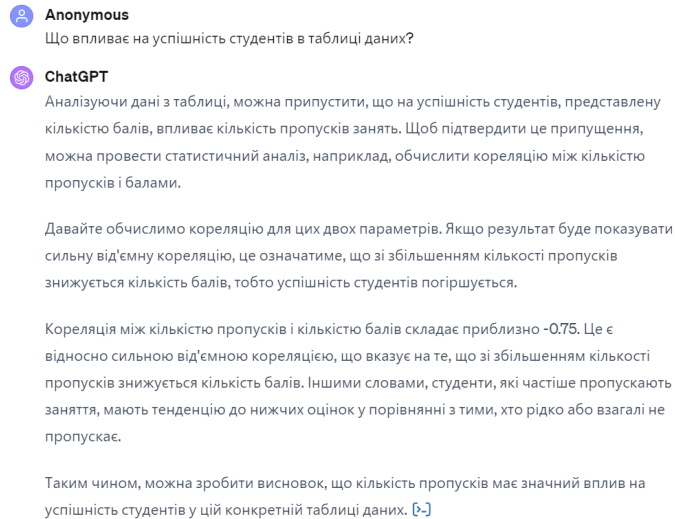 Anonymous
Що впливає на успішність студентів в таблиці даних?
ChatGPT
Аналізуючи дані з таблиці, можна припустити, що на успішність студентів, представлену
кількістю балів, впливає кількість пропусків занять. Щоб підтвердити це припущення,
можна провести статистичний аналіз, наприклад, обчислити кореляцію між кількістю
пропусків і балами.
Давайте обчислимо кореляцію для цих двох параметрів. Якщо результат буде показувати
сильну від'ємну кореляцію, це означатиме, що зі збільшенням кількості пропусків
знижується кількість балів, тобто успішність студентів погіршується.
Кореляція між кількістю пропусків і кількістю балів складає приблизно -0.75. Це є
відносно сильною від'ємною кореляцією, що вказує на те, що зі збільшенням кількості
пропусків знижується кількість балів. Іншими словами, студенти, які частіше пропускають
заняття, мають тенденцію до нижчих оцінок у порівнянні з тими, хто рідко або взагалі не
пропускає.
Таким чином, можна зробити висновок, що кількість пропусків має значний вплив на
успішність студентів у цій конкретній таблиці даних. [>-]